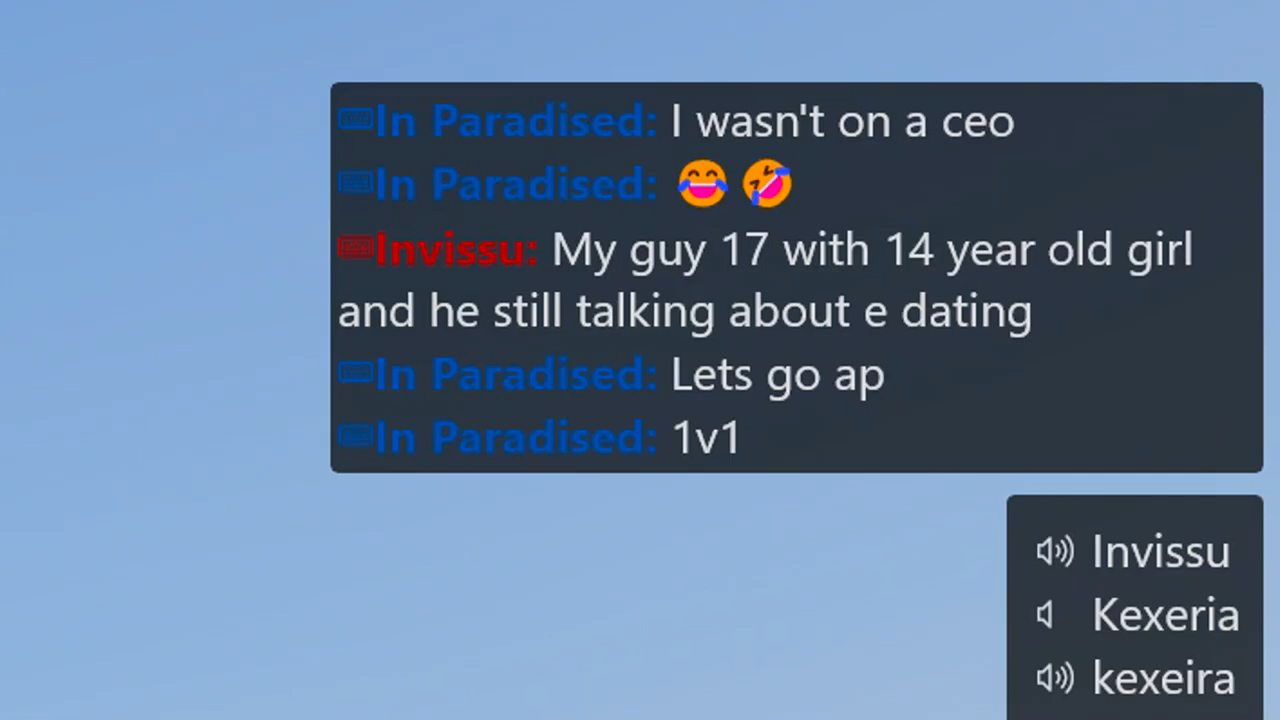 In Paradised: I wasn't on a ceo
In Paradised: 😂 🤣
Invissu: My guy 17 with 14 year old girl
and he still talking about e dating
In Paradised: Lets go ap
In Paradised: 1v1
Invissu
Kexeria
kexeira